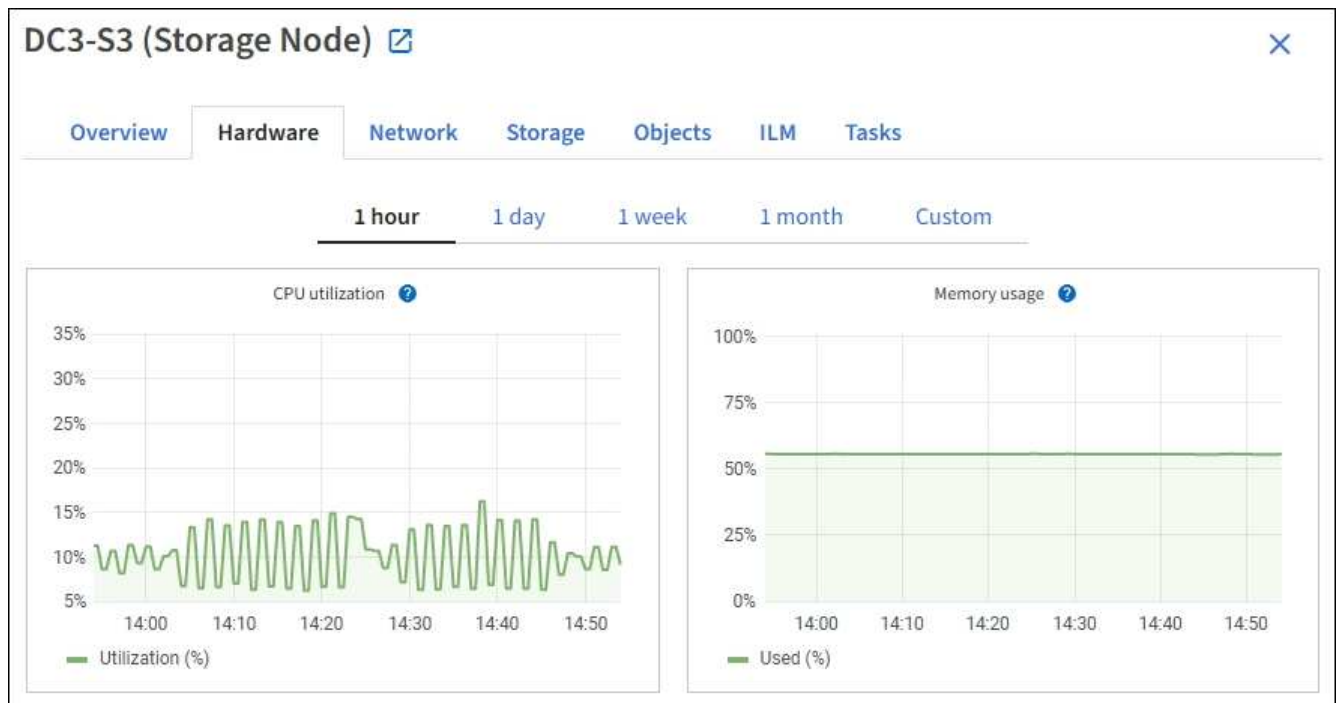 DC3-S3 (Storage Node)
Overview Hardware Network Storage Objects ILM Tasks
1 hour 1 day 1 week 1 month Custom
CPU utilization ?
35%
30%
25%
20%
15%
10%
5%
14:00 14:10 14:20 14:30 14:40 14:50
Utilization (%)
Memory usage ?
100%
75%
50%
25%
0%
14:00 14:10 14:20 14:30 14:40 14:50
Used (%)